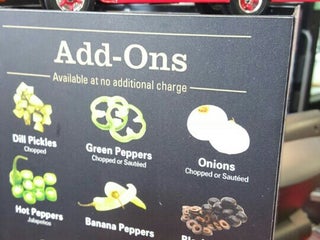 Add-Ons
Available at no additional charge
Dill Pickles
Chopped
Green Peppers
Chopped or Sautéed
Onions
Chopped or Sautéed
Hot Peppers
Jalapeños
Banana Peppers